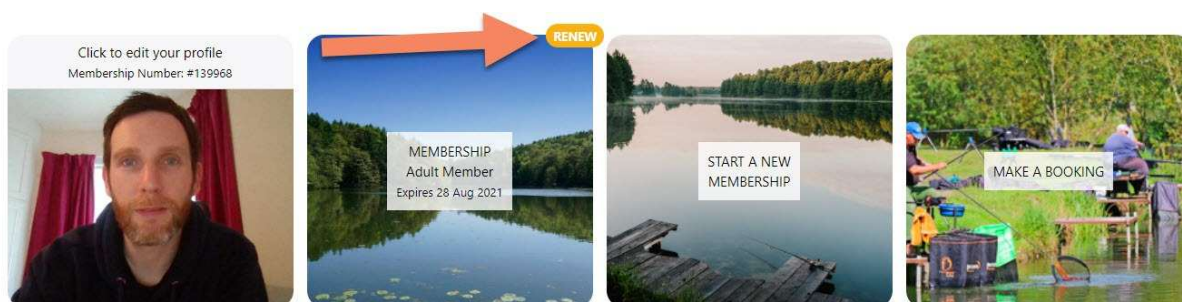 Click to edit your profile
Membership Number: #139968
RENEW
MEMBERSHIP
Adult Member
Expires 28 Aug 2021
START A NEW
MEMBERSHIP
MAKE A BOOKING